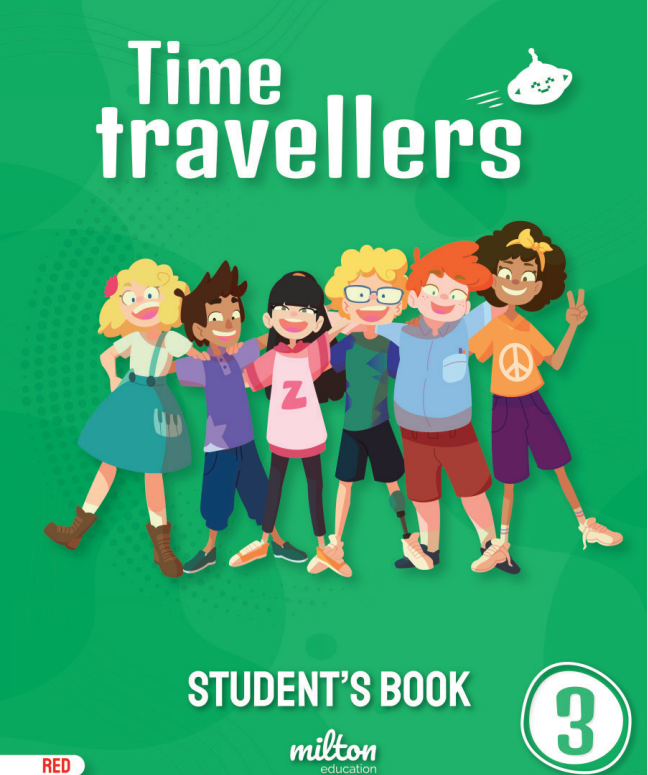 Time
travellers
Z
STUDENT'S BOOK
3
milton
education
RED